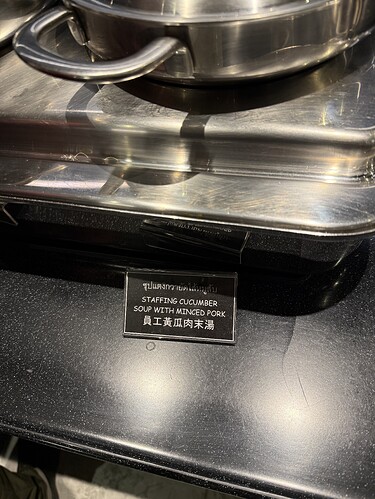 STAFFING CUCUMBER
SOUP WITH MINCED PORK
員工黃瓜肉末湯